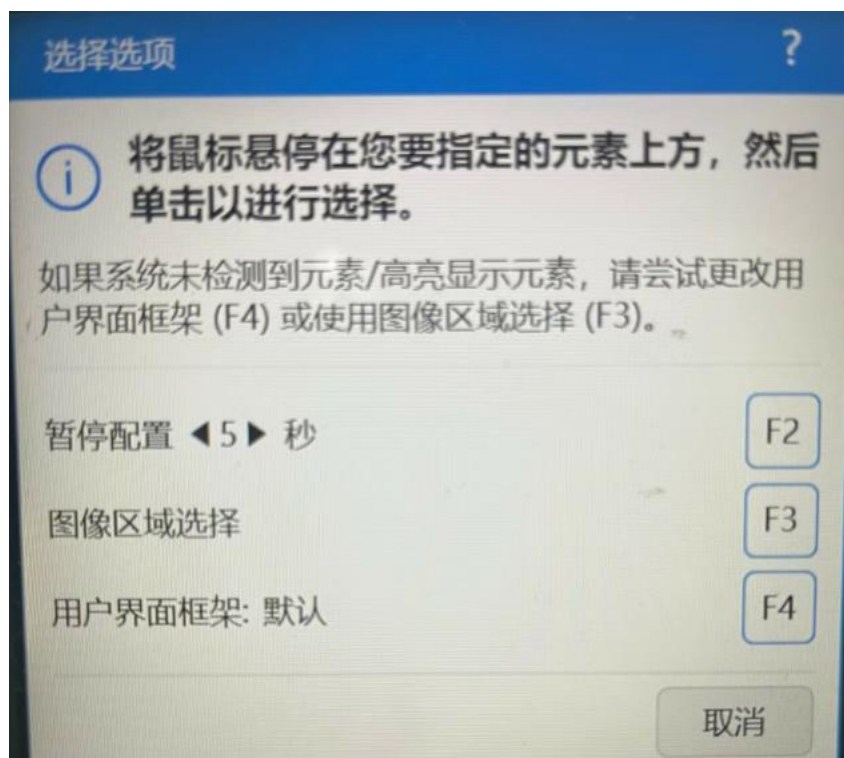 选择选项 ?
i 将鼠标悬停在您要指定的元素上方，然后
单击以进行选择。
如果系统未检测到元素/高亮显示元素，请尝试更改用
户界面框架 (F4) 或使用图像区域选择 (F3)。
暂停配置 ◀ 5 ▶ 秒 F2
图像区域选择 F3
用户界面框架: 默认 F4
取消